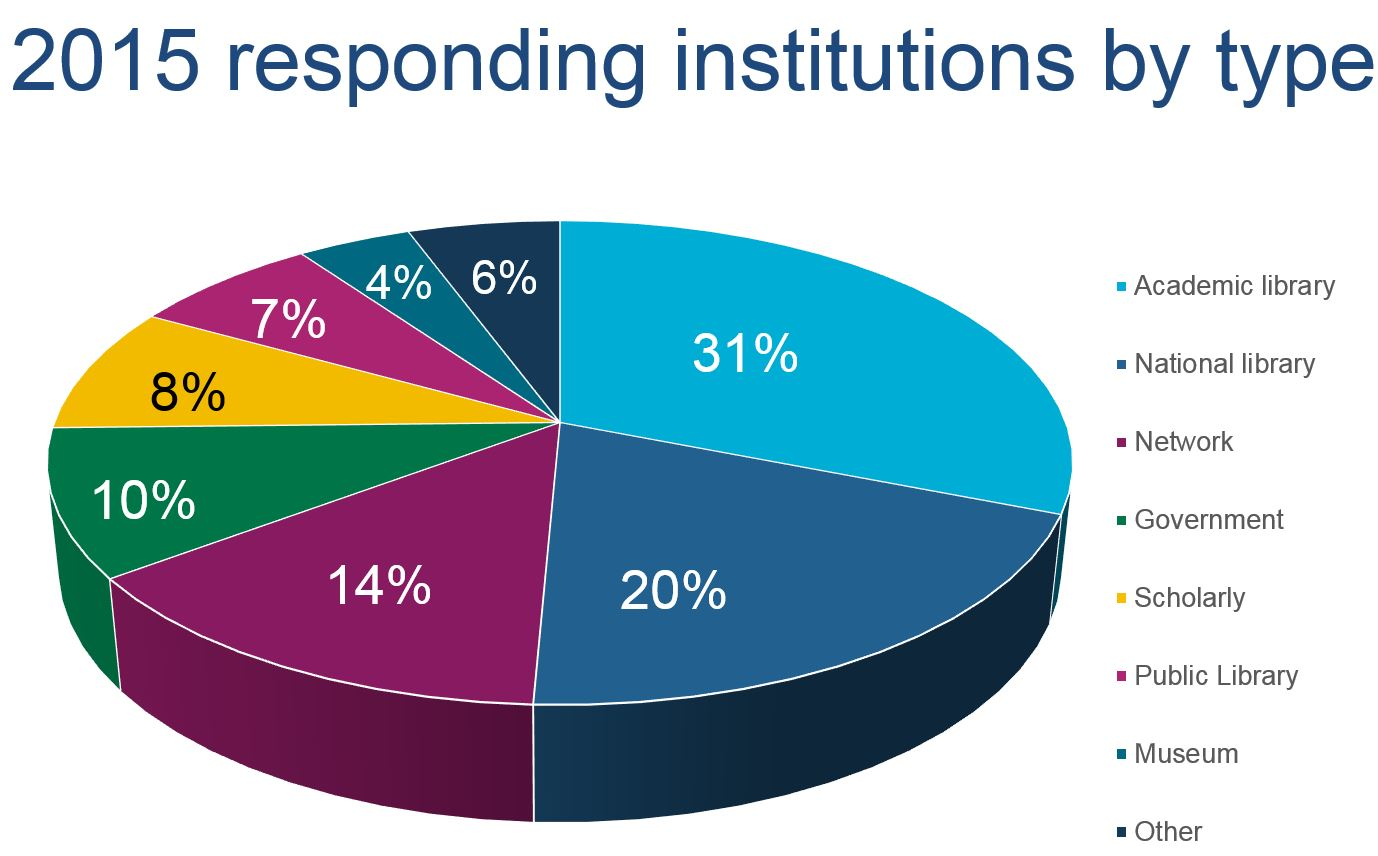 2015 responding institutions by type
6%
4%
31%
7%
8%
10%
14%
20%
Academic library
National library
Network
Government
Scholarly
Public Library
Museum
Other